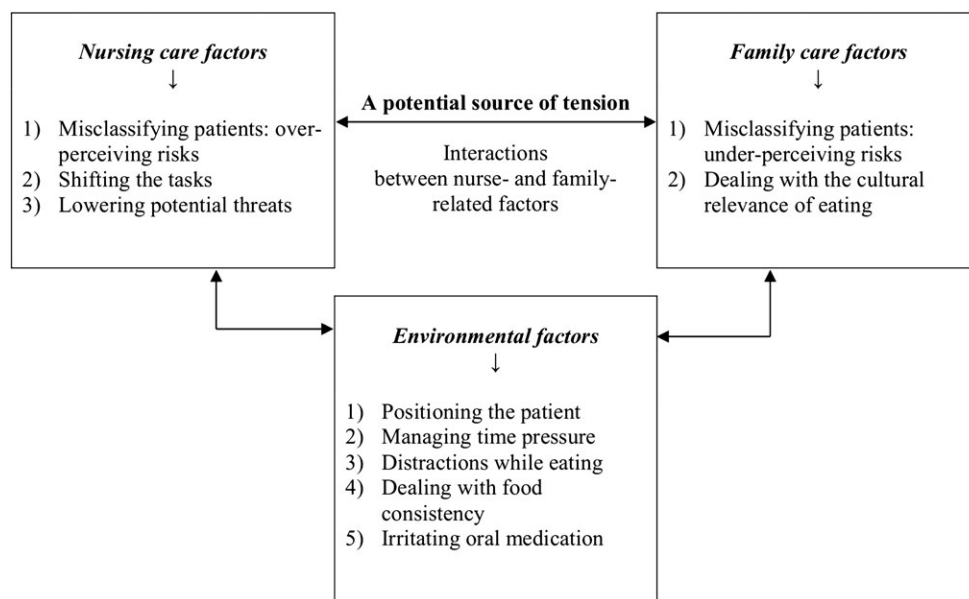 Nursing care factors
↓
1) Misclassifying patients: over-
perceiving risks
2) Shifting the tasks
3) Lowering potential threats
A potential source of tension
Interactions
between nurse- and family-
related factors
Family care factors
↓
1) Misclassifying patients:
under-perceiving risks
2) Dealing with the cultural
relevance of eating
Environmental factors
↓
1) Positioning the patient
2) Managing time pressure
3) Distractions while eating
4) Dealing with food
consistency
5) Irritating oral medication